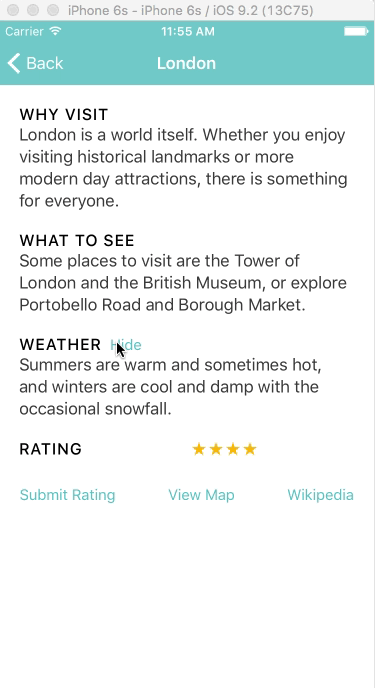 iPhone 6s - iPhone 6s / iOS 9.2 (13C75)
Carrier 11:55 AM
Back London
WHY VISIT
London is a world itself. Whether you enjoy
visiting historical landmarks or more
modern day attractions, there is something
for everyone.
WHAT TO SEE
Some places to visit are the Tower of
London and the British Museum, or explore
Portobello Road and Borough Market.
WEATHER Hide
Summers are warm and sometimes hot,
and winters are cool and damp with the
occasional snowfall.
RATING ★★★★
Submit Rating View Map Wikipedia